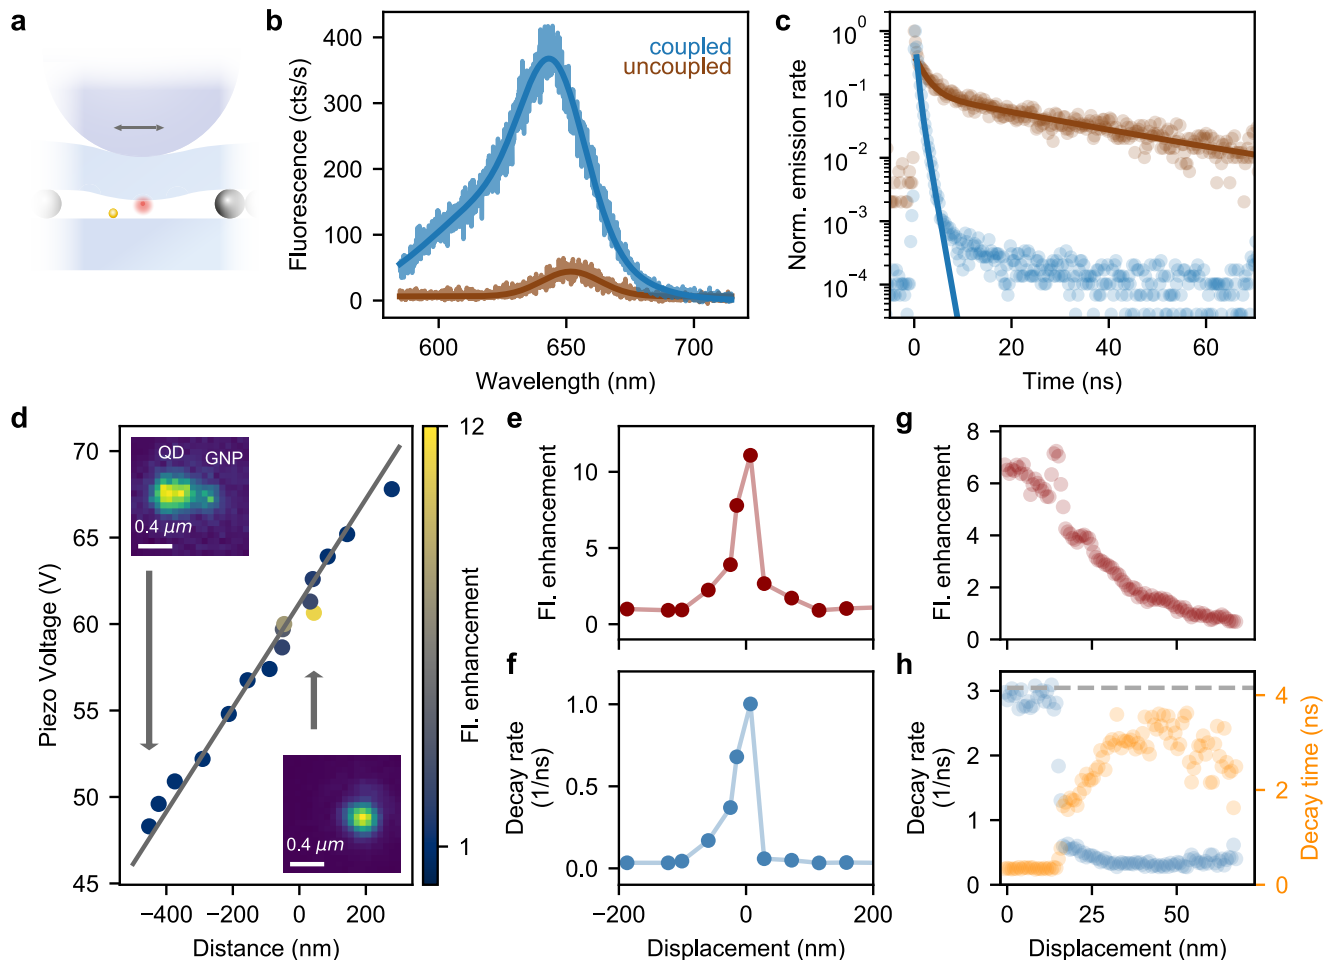 a
b
400
300
200
100
0
Fluorescence (cts/s)
coupled
uncoupled
600
650
700
Wavelength (nm)
c
10^0
10^-1
10^-2
10^-3
10^-4
Norm. emission rate
0
20
40
60
Time (ns)
d
70
65
60
55
50
45
Piezo Voltage (V)
QD
GNP
0.4 μm
0.4 μm
−400
−200
0
200
Distance (nm)
12
1
Fl. enhancement
e
10
5
0
Fl. enhancement
f
1.0
0.5
0.0
Decay rate
(1/ns)
−200
0
200
Displacement (nm)
g
8
6
4
2
0
Fl. enhancement
h
3
2
1
0
Decay rate
(1/ns)
4
2
0
Decay time (ns)
0
25
50
Displacement (nm)